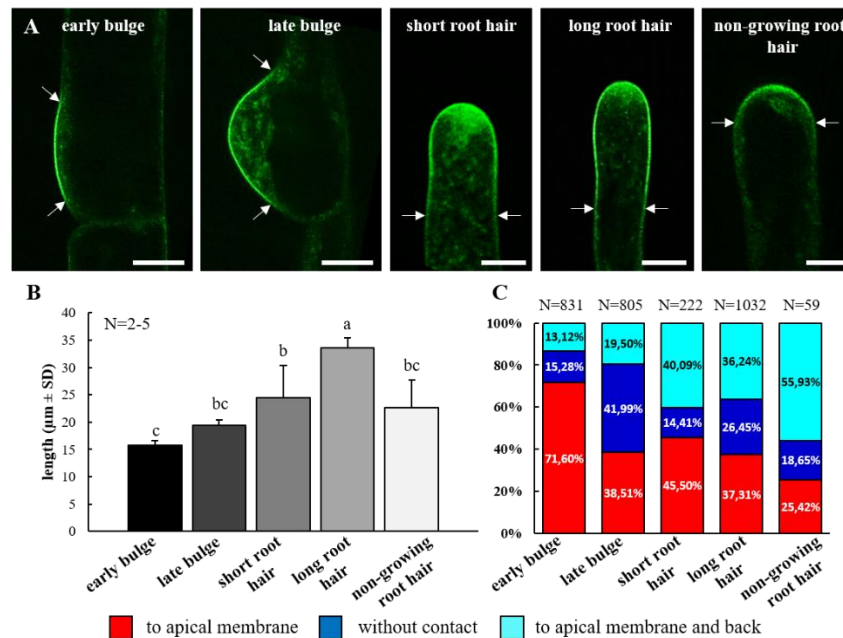 A
early bulge
late bulge
short root hair
long root hair
non-growing root
hair
B
N=2-5
length (µm ± SD)
40
35
30
25
20
15
10
5
0
c
bc
b
a
bc
early bulge
late bulge
short root
hair
long root
hair
non-growing
root hair
C
N=831
N=805
N=222
N=1032
N=59
100%
80%
60%
40%
20%
0%
13,12%
15,28%
71,60%
19,50%
41,99%
38,51%
40,09%
14,41%
45,50%
36,24%
26,45%
37,31%
55,93%
18,65%
25,42%
early bulge
late bulge
short root
hair
long root
hair
non-growing
root hair
to apical membrane
without contact
to apical membrane and back